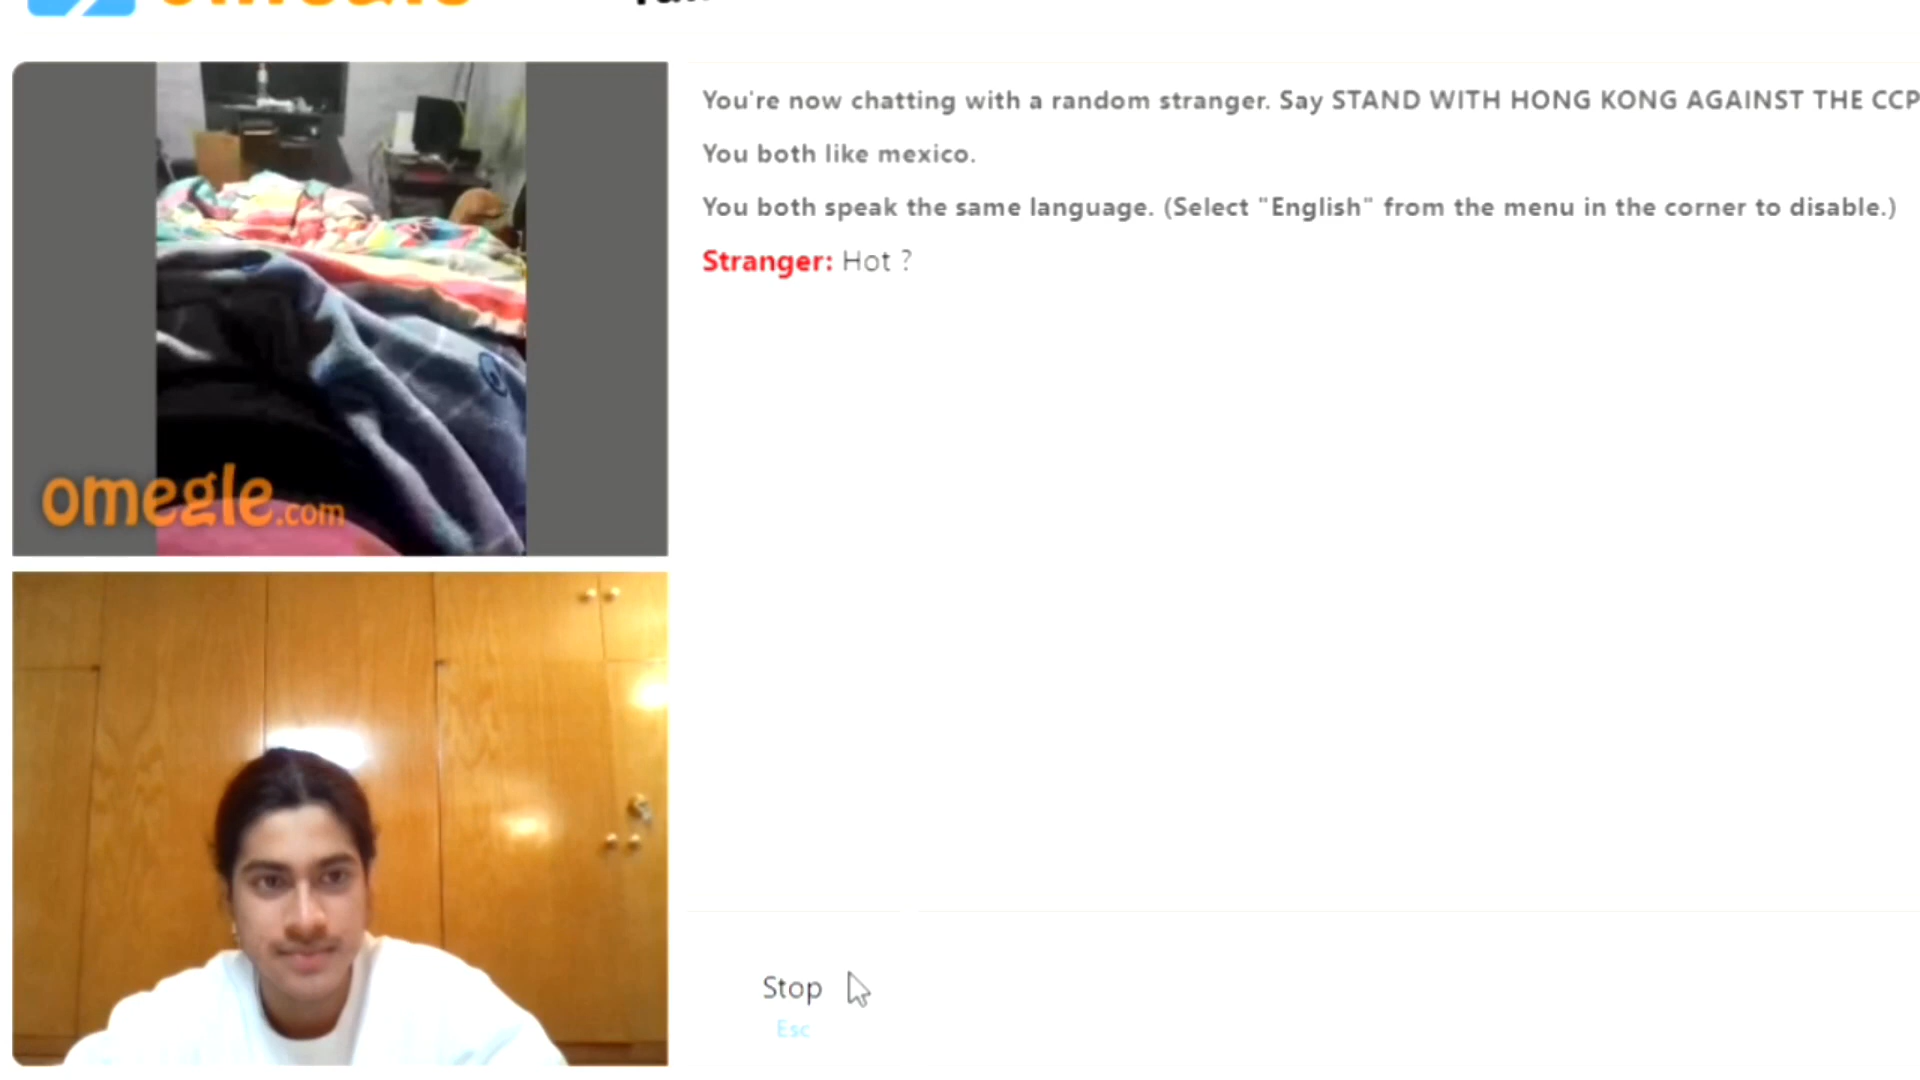 You're now chatting with a random stranger. Say STAND WITH HONG KONG AGAINST THE CCP
You both like mexico.
You both speak the same language. (Select "English" from the menu in the corner to disable.)
Stranger: Hot ?
omegle.com
Stop
Esc